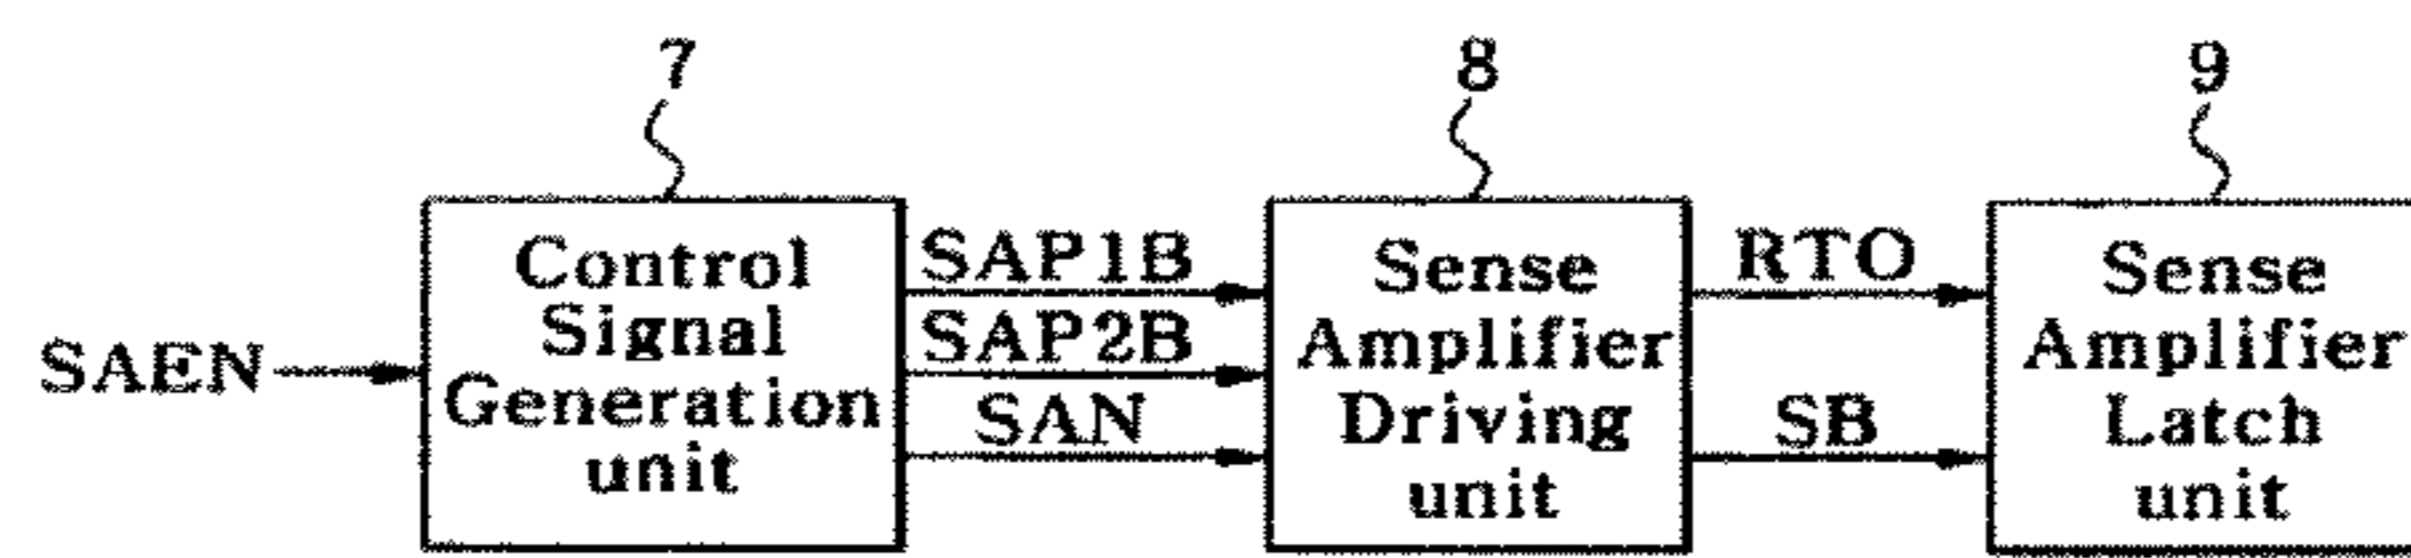 7
8
9
SAEN
Control
Signal
Generation
unit
SAP1B
SAP2B
SAN
Sense
Amplifier
Driving
unit
RTO
SB
Sense
Amplifier
Latch
unit